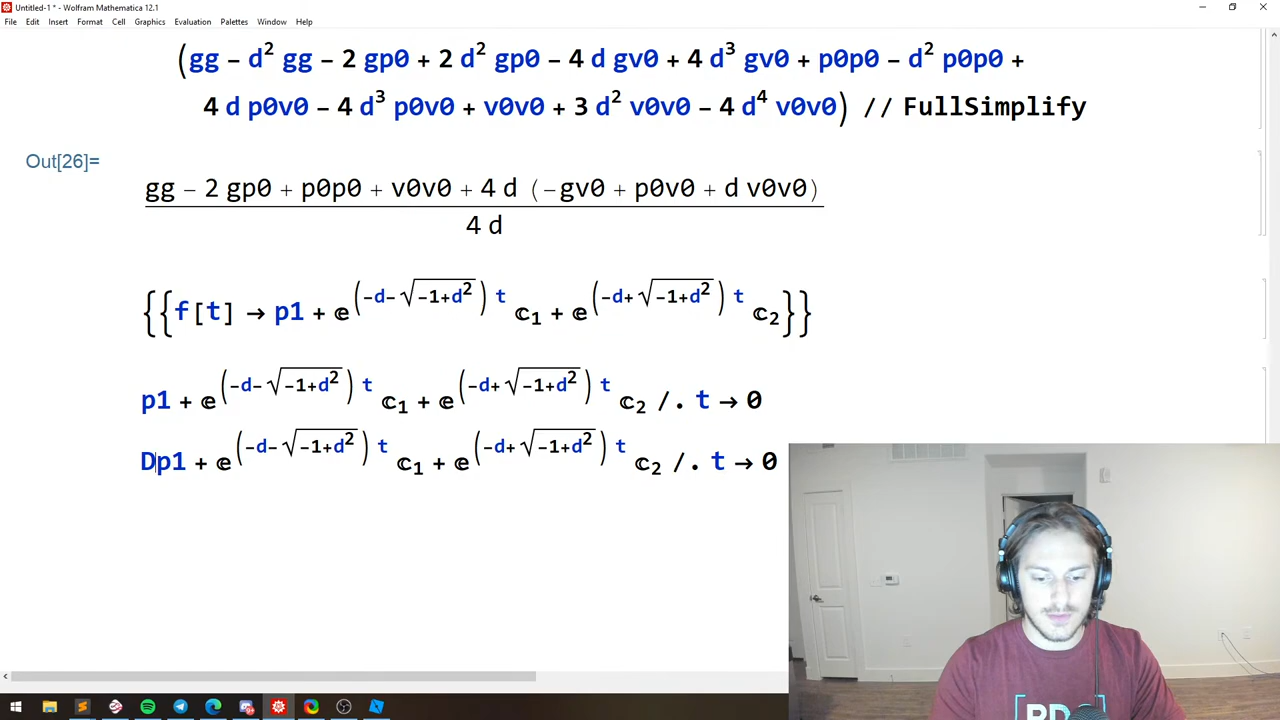 Untitled-1 * - Wolfram Mathematica 12.1
File Edit Insert Format Cell Graphics Evaluation Palettes Window Help
(gg - d² gg - 2 gp0 + 2 d² gp0 - 4 d gv0 + 4 d³ gv0 + p0p0 - d² p0p0 +
4 d p0v0 - 4 d³ p0v0 + v0v0 + 3 d² v0v0 - 4 d⁴ v0v0) // FullSimplify
Out[26]=
gg - 2 gp0 + p0p0 + v0v0 + 4 d (-gv0 + p0v0 + d v0v0)
4 d
{{f[t] → p1 + ⅇ^(-d-√(-1+d²)) t 𝕔₁ + ⅇ^(-d+√(-1+d²)) t 𝕔₂}}
p1 + ⅇ^(-d-√(-1+d²)) t 𝕔₁ + ⅇ^(-d+√(-1+d²)) t 𝕔₂ /. t → 0
Dp1 + ⅇ^(-d-√(-1+d²)) t 𝕔₁ + ⅇ^(-d+√(-1+d²)) t 𝕔₂ /. t → 0